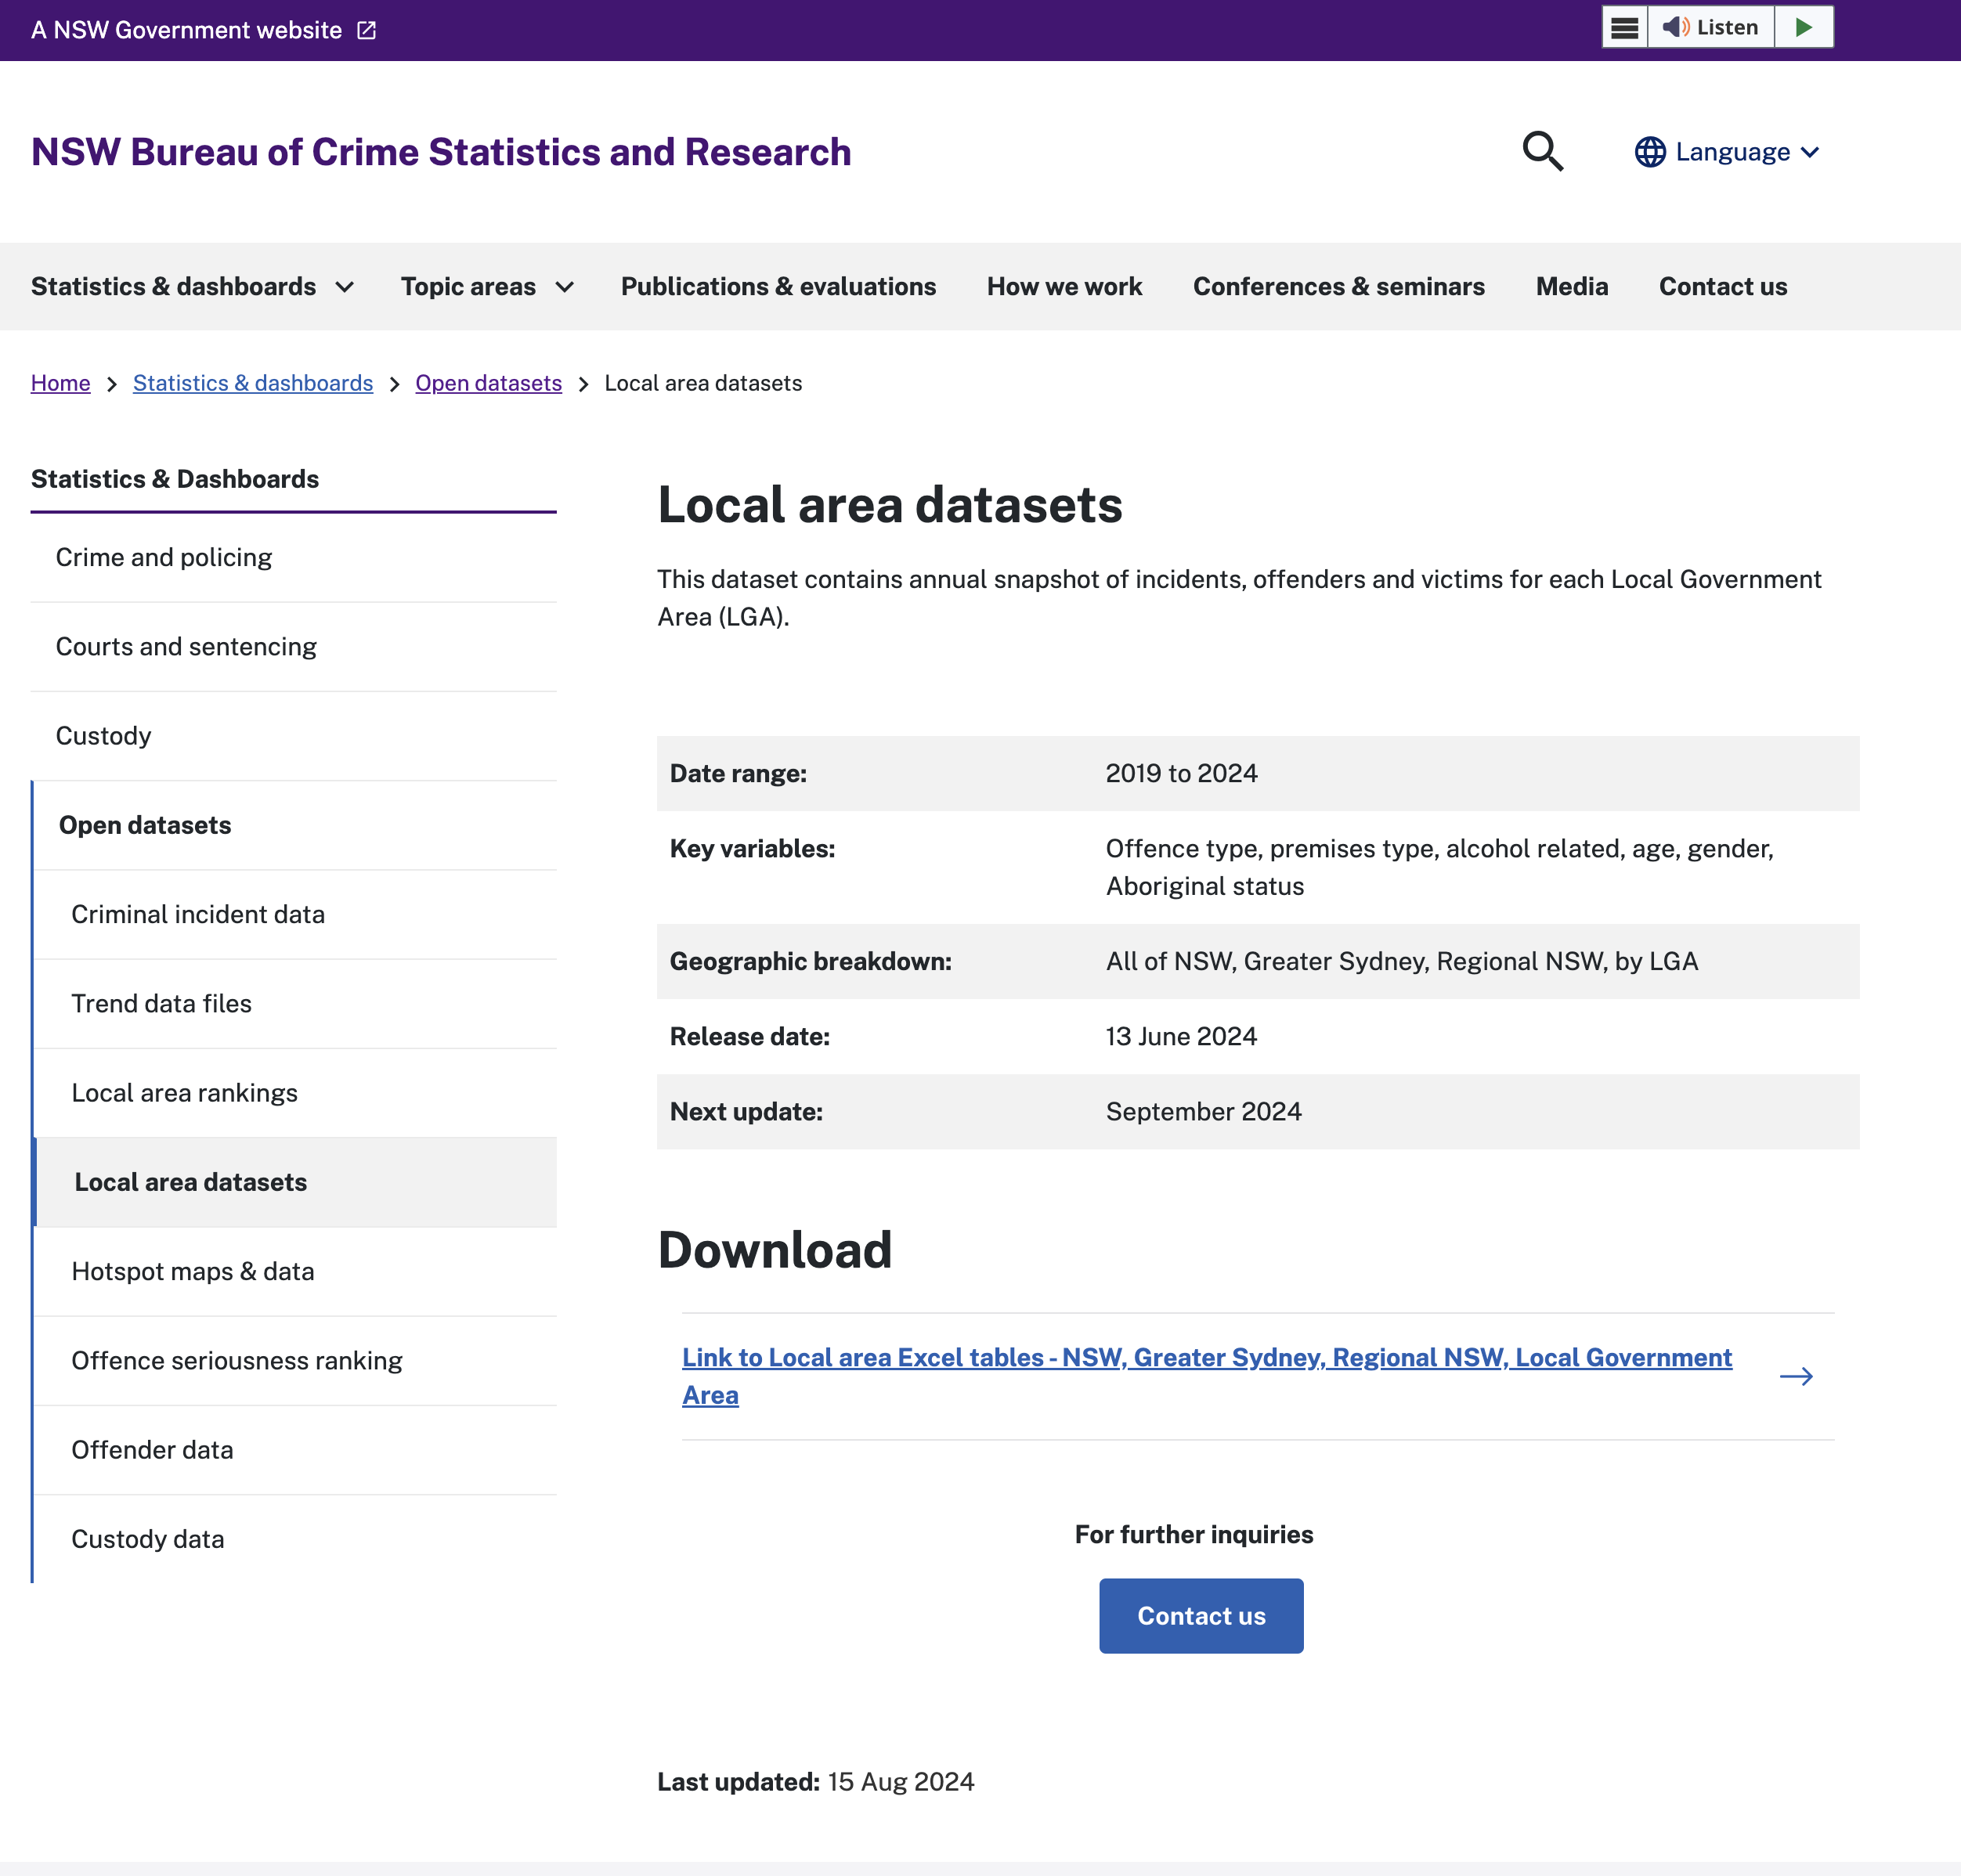 A NSW Government website
Listen
NSW Bureau of Crime Statistics and Research
Language
Statistics & dashboards
Topic areas
Publications & evaluations
How we work
Conferences & seminars
Media
Contact us
Home > Statistics & dashboards > Open datasets > Local area datasets
Statistics & Dashboards
Crime and policing
Courts and sentencing
Custody
Open datasets
Criminal incident data
Trend data files
Local area rankings
Local area datasets
Hotspot maps & data
Offence seriousness ranking
Offender data
Custody data
Local area datasets
This dataset contains annual snapshot of incidents, offenders and victims for each Local Government
Area (LGA).
Date range: 2019 to 2024
Key variables: Offence type, premises type, alcohol related, age, gender,
Aboriginal status
Geographic breakdown: All of NSW, Greater Sydney, Regional NSW, by LGA
Release date: 13 June 2024
Next update: September 2024
Download
Link to Local area Excel tables - NSW, Greater Sydney, Regional NSW, Local Government
Area
For further inquiries
Contact us
Last updated: 15 Aug 2024